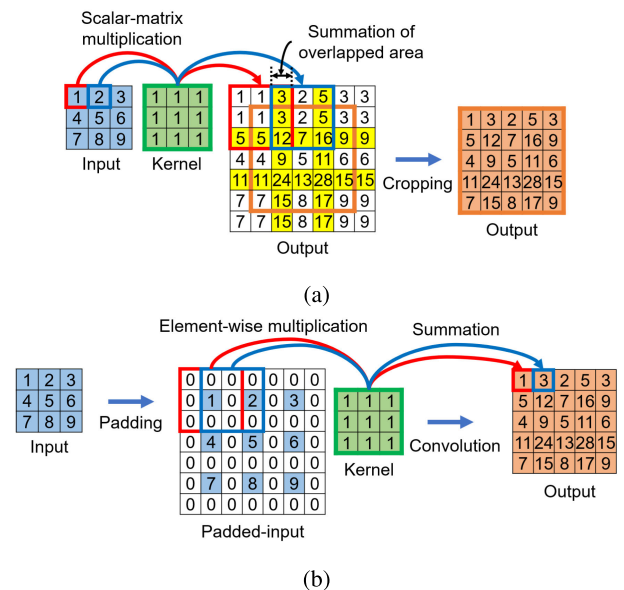 Scalar-matrix
multiplication
Summation of
overlapped area
1 2 3
4 5 6
7 8 9
Input
1 1 1
1 1 1
1 1 1
Kernel
1 1 3 2 5 3 3
1 1 3 2 5 3 3
5 5 12 7 16 9 9
4 4 9 5 11 6 6
11 11 24 13 28 15 15
7 7 15 8 17 9 9
7 7 15 8 17 9 9
Output
Cropping
1 3 2 5 3
5 12 7 16 9
4 9 5 11 6
11 24 13 28 15
7 15 8 17 9
Output
(a)
Element-wise multiplication
Summation
1 2 3
4 5 6
7 8 9
Input
Padding
0 0 0 0 0 0 0
0 1 0 2 0 3 0
0 0 0 0 0 0 0
0 4 0 5 0 6 0
0 0 0 0 0 0 0
0 7 0 8 0 9 0
0 0 0 0 0 0 0
Padded-input
1 1 1
1 1 1
1 1 1
Kernel
Convolution
1 3 2 5 3
5 12 7 16 9
4 9 5 11 6
11 24 13 28 15
7 15 8 17 9
Output
(b)